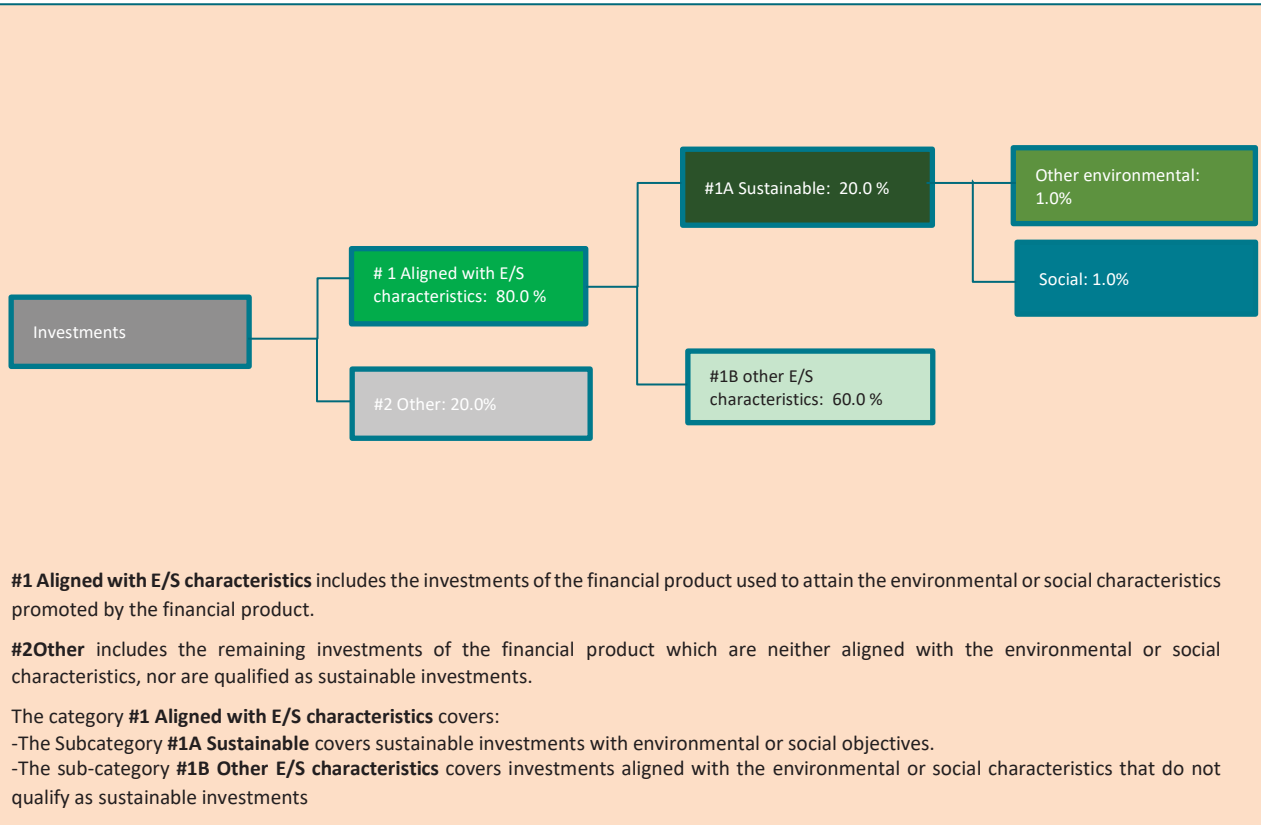 Investments
# 1 Aligned with E/S
characteristics:  80.0 %
#2 Other: 20.0%
#1A Sustainable:  20.0 %
#1B other E/S
characteristics:  60.0 %
Other environmental:
1.0%
Social: 1.0%
#1 Aligned with E/S characteristics includes the investments of the financial product used to attain the environmental or social characteristics
promoted by the financial product.
#2Other includes the remaining investments of the financial product which are neither aligned with the environmental or social
characteristics, nor are qualified as sustainable investments.
The category #1 Aligned with E/S characteristics covers:
-The Subcategory #1A Sustainable covers sustainable investments with environmental or social objectives.
-The sub-category #1B Other E/S characteristics covers investments aligned with the environmental or social characteristics that do not
qualify as sustainable investments